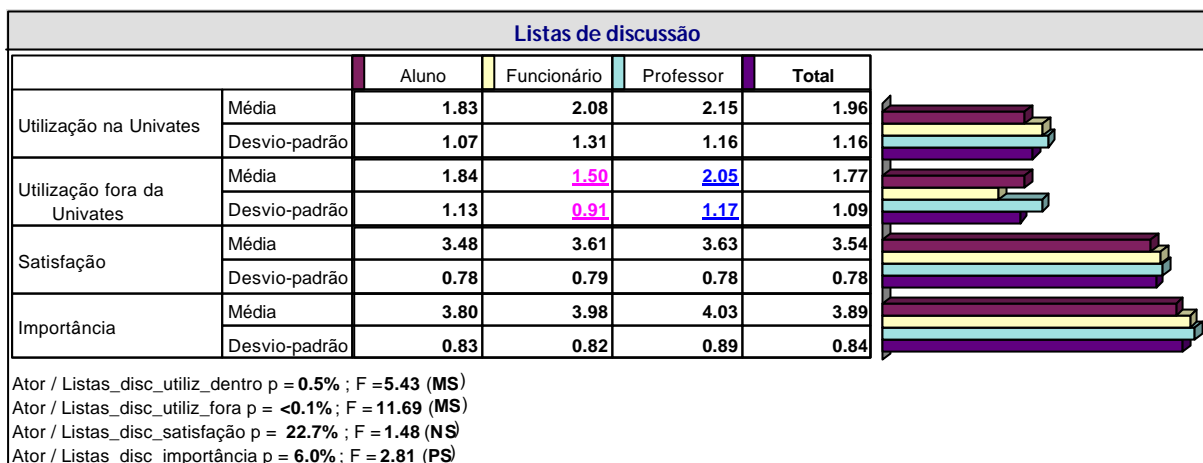 Listas de discussão
Aluno Funcionário Professor Total
Utilização na Univates Média 1.83 2.08 2.15 1.96
Desvio-padrão 1.07 1.31 1.16 1.16
Utilização fora da Univates Média 1.84 1.50 2.05 1.77
Desvio-padrão 1.13 0.91 1.17 1.09
Satisfação Média 3.48 3.61 3.63 3.54
Desvio-padrão 0.78 0.79 0.78 0.78
Importância Média 3.80 3.98 4.03 3.89
Desvio-padrão 0.83 0.82 0.89 0.84
Ator / Listas_disc_utiliz_dentro p = 0.5% ; F =5.43 (MS)
Ator / Listas_disc_utiliz_fora p = <0.1% ; F =11.69 (MS)
Ator / Listas_disc_satisfação p = 22.7% ; F =1.48 (NS)
Ator / Listas_disc_importância p = 6.0% ; F =2.81 (PS)